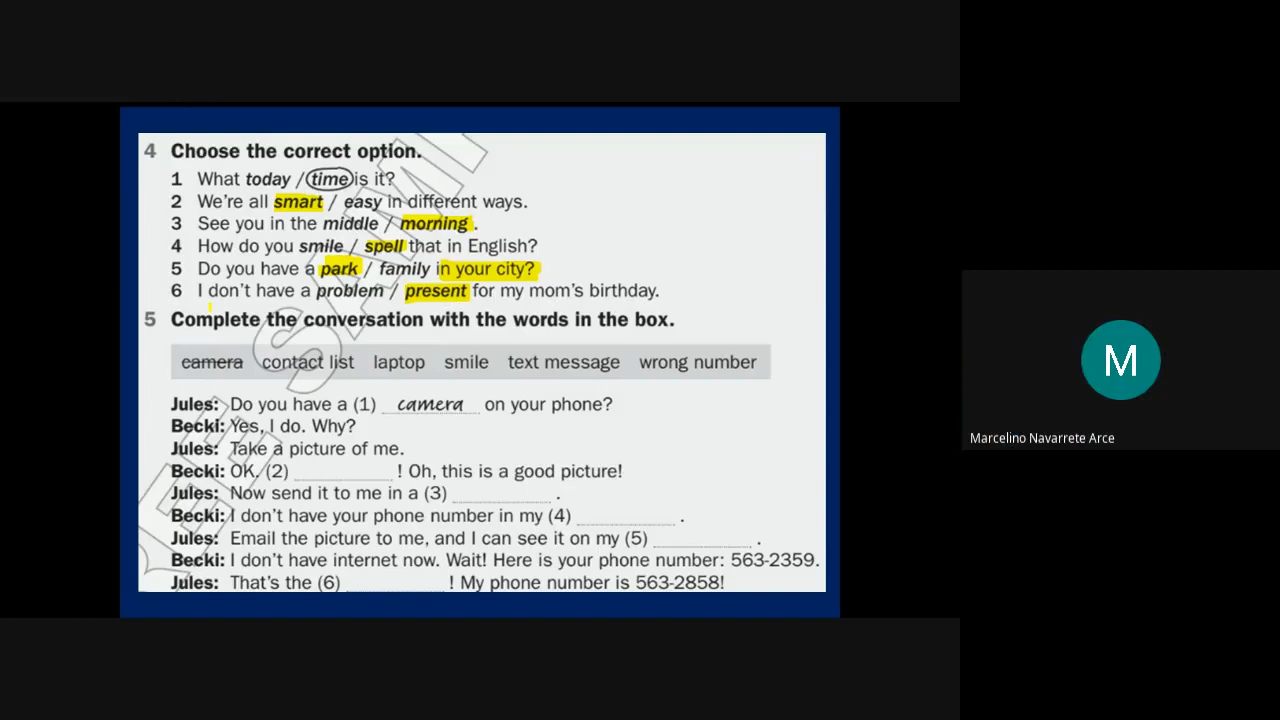 4 Choose the correct option.
1 What today / time is it?
2 We're all smart / easy in different ways.
3 See you in the middle / morning.
4 How do you smile / spell that in English?
5 Do you have a park / family in your city?
6 I don't have a problem / present for my mom's birthday.
5 Complete the conversation with the words in the box.
camera contact list laptop smile text message wrong number
Jules: Do you have a (1) camera on your phone?
Becki: Yes, I do. Why?
Jules: Take a picture of me.
Becki: OK. (2) ! Oh, this is a good picture!
Jules: Now send it to me in a (3) .
Becki: I don't have your phone number in my (4) .
Jules: Email the picture to me, and I can see it on my (5) .
Becki: I don't have internet now. Wait! Here is your phone number: 563-2359.
Jules: That's the (6) ! My phone number is 563-2858!
M
Marcelino Navarrete Arce